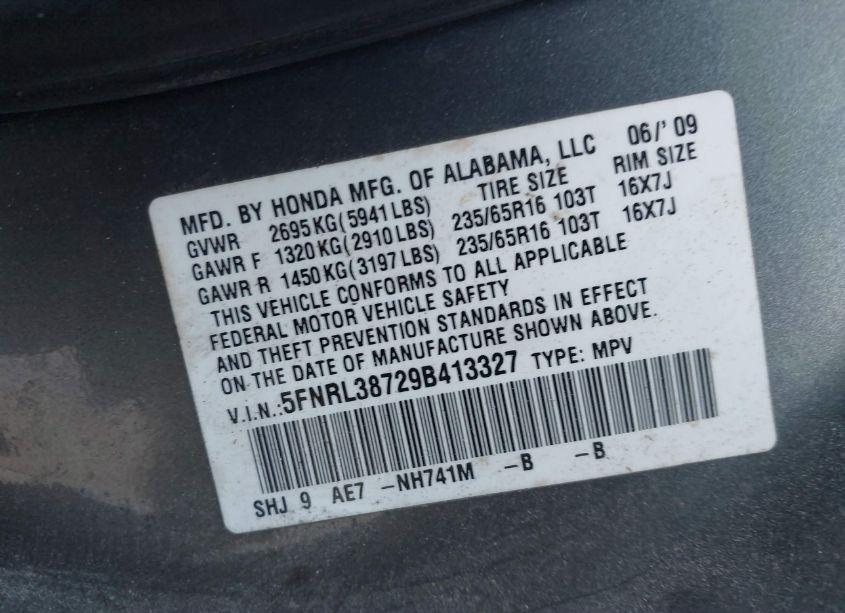 MFD. BY HONDA MFG. OF ALABAMA, LLC 06/'09
GVWR 2695KG(5941LBS) TIRE SIZE RIM SIZE
GAWR F 1320KG(2910LBS) 235/65R16 103T 16X7J
GAWR R 1450KG(3197LBS) 235/65R16 103T 16X7J
THIS VEHICLE CONFORMS TO ALL APPLICABLE
FEDERAL MOTOR VEHICLE SAFETY
AND THEFT PREVENTION STANDARDS IN EFFECT
ON THE DATE OF MANUFACTURE SHOWN ABOVE.
V.I.N.:5FNRL38729B413327 TYPE: MPV
SHJ 9 AE7 -NH741M -B -B